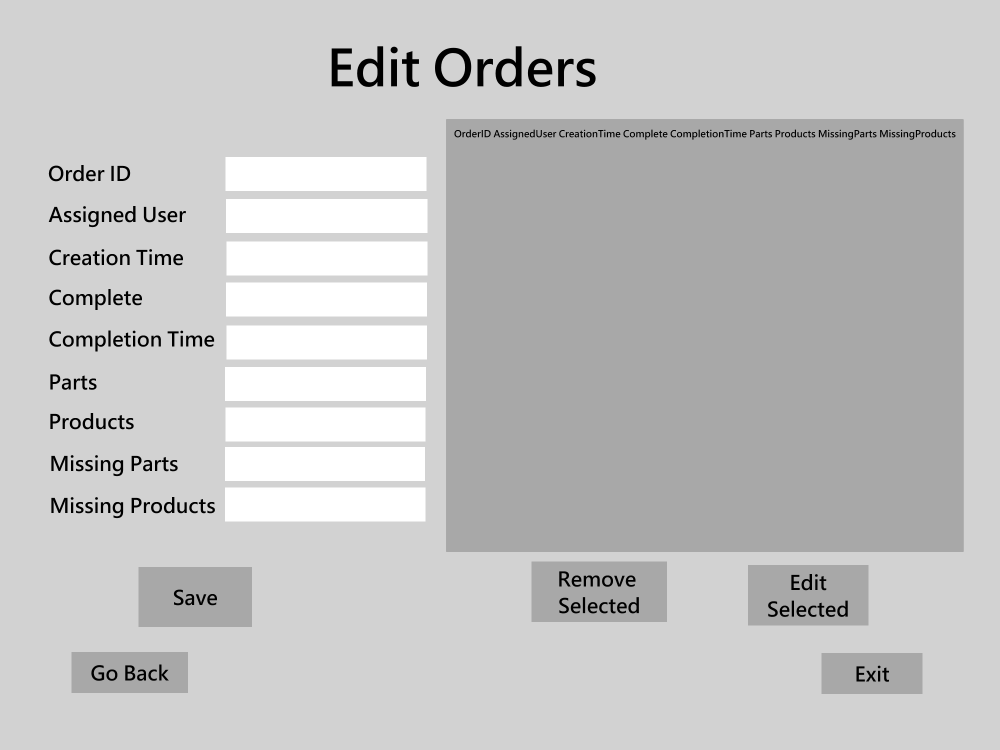 Edit Orders
OrderID AssignedUser CreationTime Complete CompletionTime Parts Products MissingParts MissingProducts
Order ID
Assigned User
Creation Time
Complete
Completion Time
Parts
Products
Missing Parts
Missing Products
Save
Remove
Selected
Edit
Selected
Go Back
Exit